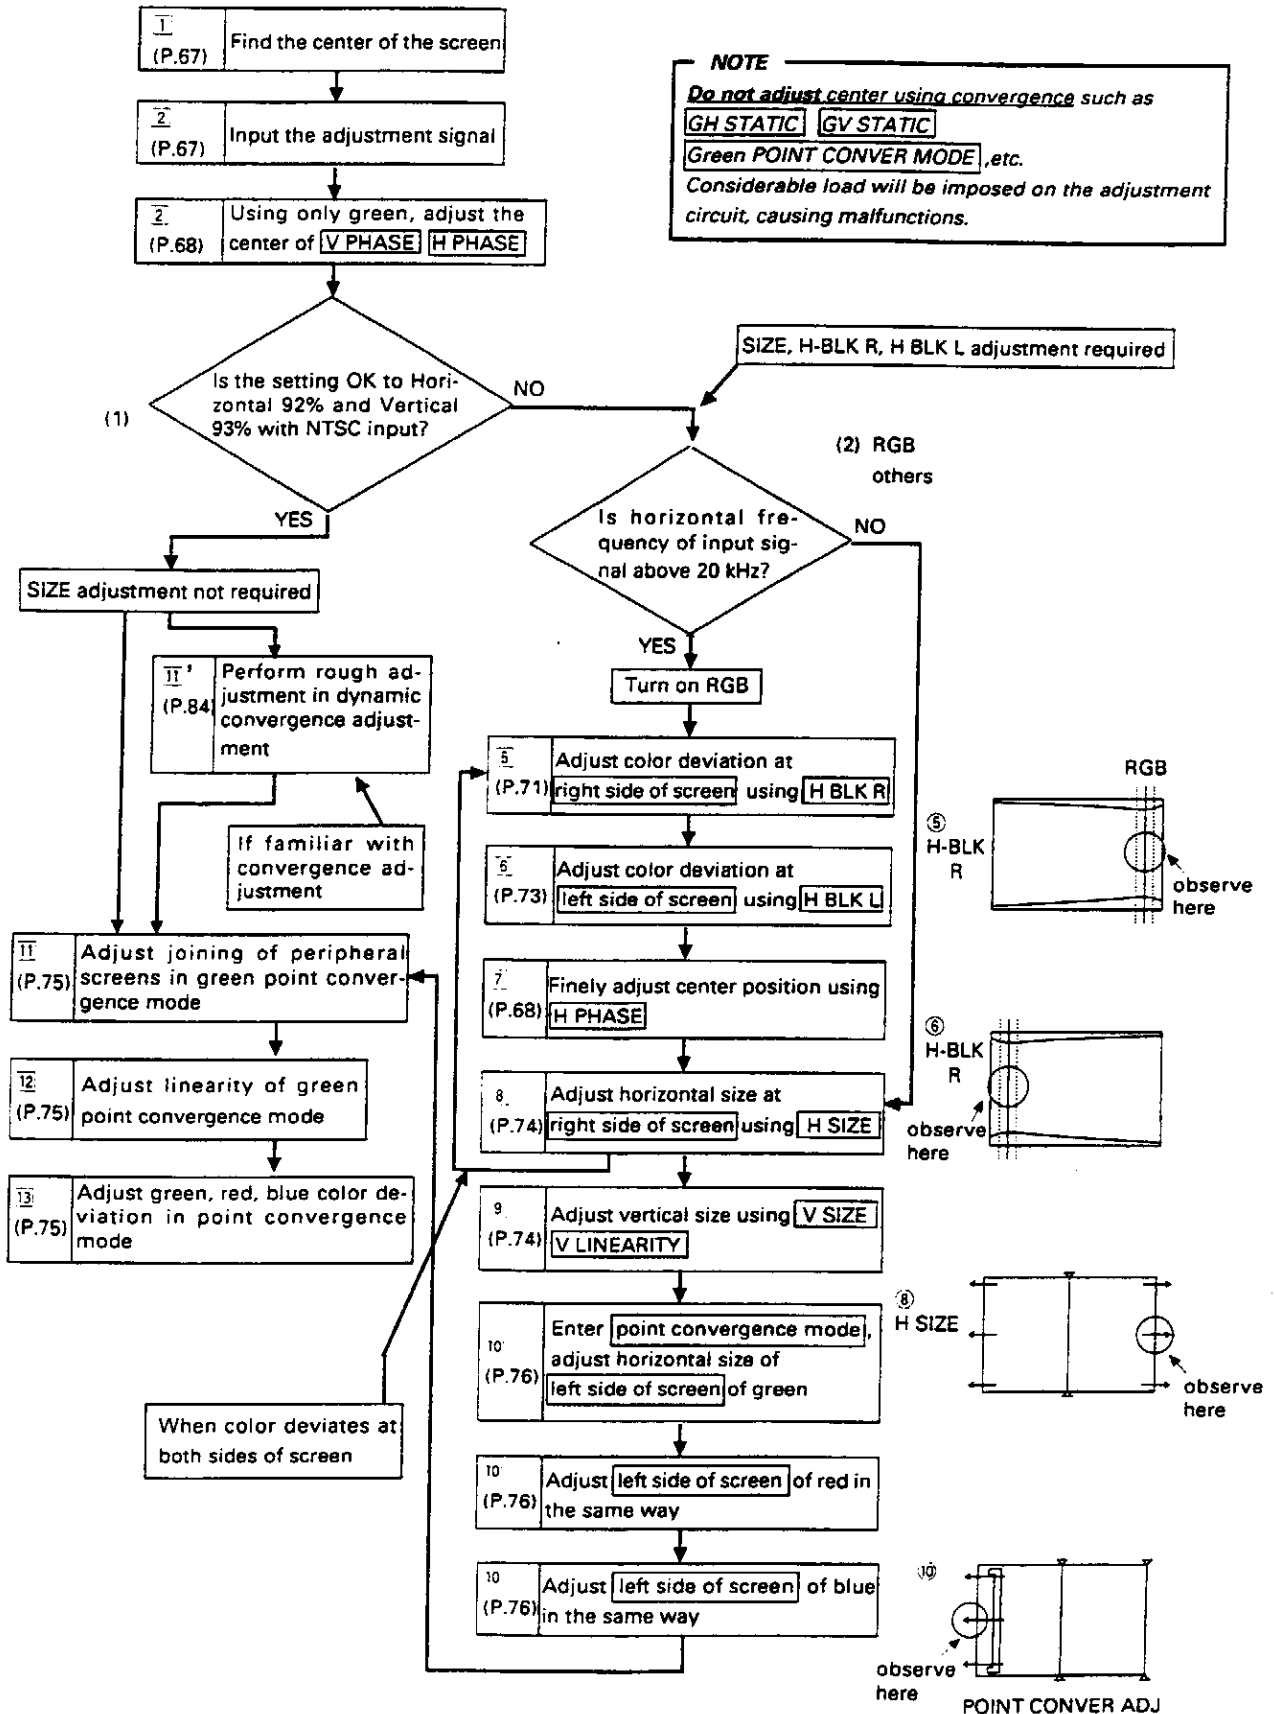 1
(P.67)
Find the center of the screen
2
(P.67)
Input the adjustment signal
2
(P.68)
Using only green, adjust the
center of V PHASE H PHASE
NOTE
Do not adjust center using convergence such as
GH STATIC GV STATIC
Green POINT CONVER MODE ,etc.
Considerable load will be imposed on the adjustment
circuit, causing malfunctions.
SIZE, H-BLK R, H BLK L adjustment required
(1)
Is the setting OK to Hori-
zontal 92% and Vertical
93% with NTSC input?
NO
YES
(2) RGB
others
Is horizontal fre-
quency of input sig-
nal above 20 kHz?
NO
YES
SIZE adjustment not required
11'
(P.84)
Perform rough ad-
justment in dynamic
convergence adjust-
ment
If familiar with
convergence ad-
justment
11
(P.75)
Adjust joining of peripheral
screens in green point conver-
gence mode
12
(P.75)
Adjust linearity of green
point convergence mode
13
(P.75)
Adjust green, red, blue color de-
viation in point convergence
mode
When color deviates at
both sides of screen
Turn on RGB
5
(P.71)
Adjust color deviation at
right side of screen using H BLK R
6
(P.73)
Adjust color deviation at
left side of screen using H BLK L
7
(P.68)
Finely adjust center position using
H PHASE
8
(P.74)
Adjust horizontal size at
right side of screen using H SIZE
9
(P.74)
Adjust vertical size using V SIZE
V LINEARITY
10
(P.76)
Enter point convergence mode,
adjust horizontal size of
left side of screen of green
10
(P.76)
Adjust left side of screen of red in
the same way
10
(P.76)
Adjust left side of screen of blue
in the same way
RGB
⑤
H-BLK
R
observe
here
⑥
H-BLK
R
observe
here
⑧
H SIZE
observe
here
⑩
observe
here
POINT CONVER ADJ